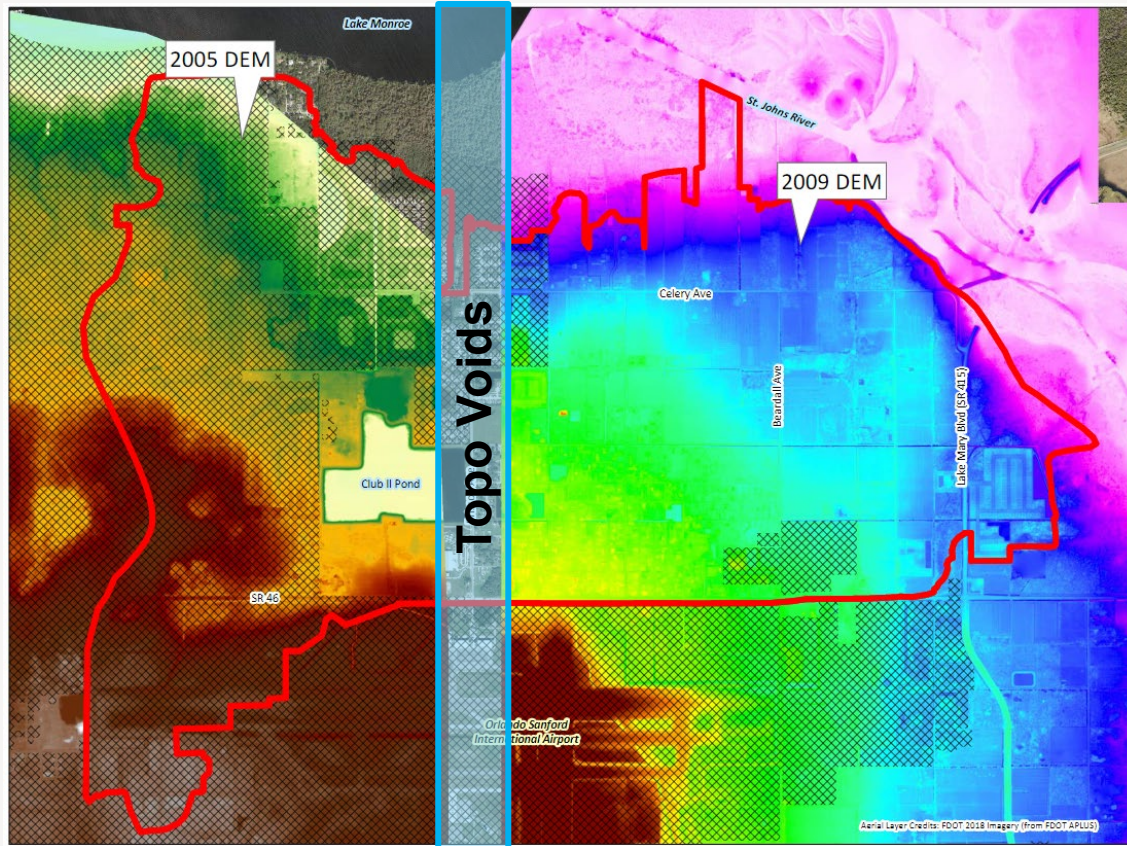 Lake Monroe
2005 DEM
St. Johns River
2009 DEM
Celery Ave
Topo Voids
Beardall Ave
Lake Mary Blvd (SR 415)
Club II Pond
SR 46
Orlando Sanford
International Airport
Aerial Layer Credits: FDOT 2018 Imagery (from FDOT APLUS)